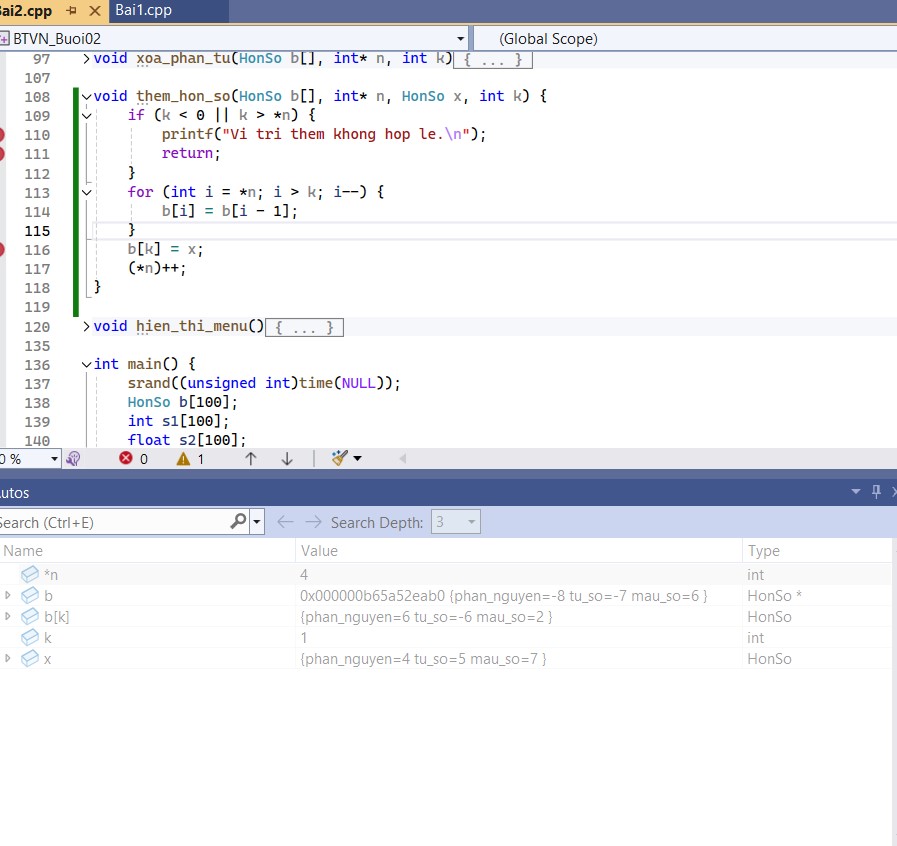 Bai2.cpp Bai1.cpp
BTVN_Buoi02 (Global Scope)
97 void xoa_phan_tu(HonSo b[], int* n, int k){ ... }
107
108 void them_hon_so(HonSo b[], int* n, HonSo x, int k) {
109 if (k < 0 || k > *n) {
110 printf("Vi tri them khong hop le.\n");
111 return;
112 }
113 for (int i = *n; i > k; i--) {
114 b[i] = b[i - 1];
115 }
116 b[k] = x;
117 (*n)++;
118 }
119
120 void hien_thi_menu(){ ... }
135
136 int main() {
137 srand((unsigned int)time(NULL));
138 HonSo b[100];
139 int s1[100];
140 float s2[100];
0 % 0 1
utos
Search (Ctrl+E) Search Depth: 3
Name Value Type
*n 4 int
b 0x000000b65a52eab0 {phan_nguyen=-8 tu_so=-7 mau_so=6 } HonSo *
b[k] {phan_nguyen=6 tu_so=-6 mau_so=2 } HonSo
k 1 int
x {phan_nguyen=4 tu_so=5 mau_so=7 } HonSo